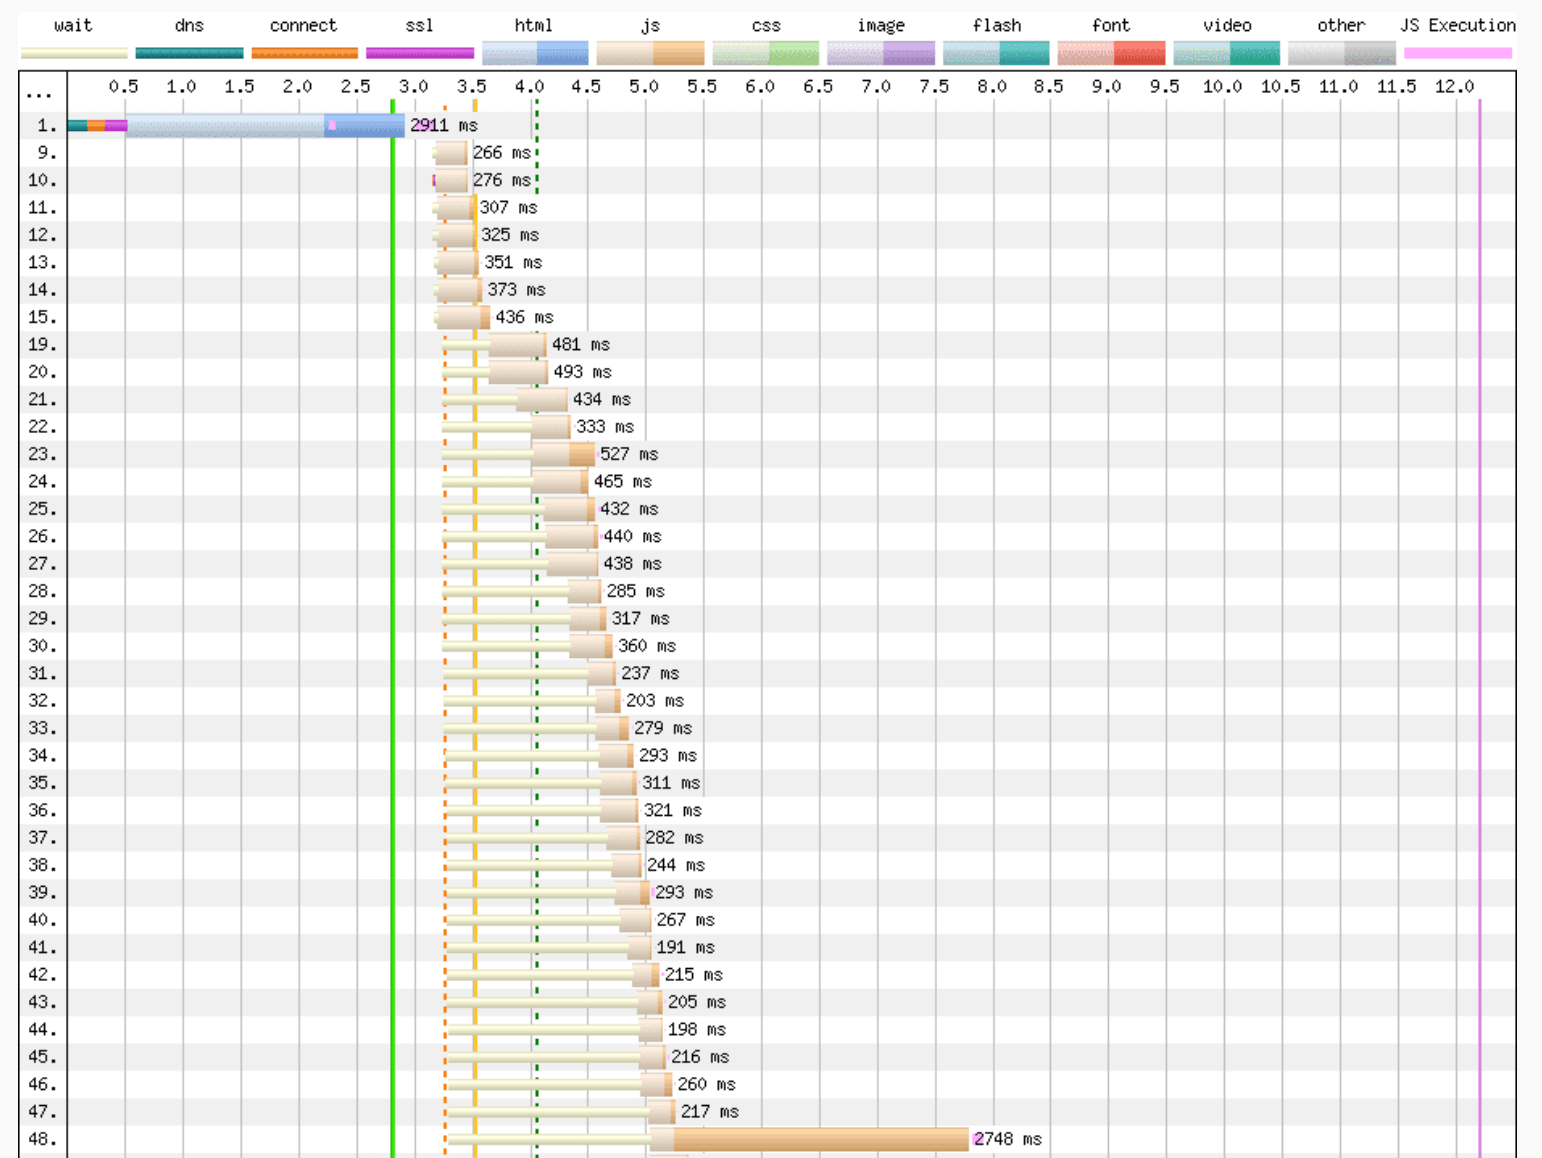 wait dns connect ssl html js css image flash font video other JS Execution
... 0.5 1.0 1.5 2.0 2.5 3.0 3.5 4.0 4.5 5.0 5.5 6.0 6.5 7.0 7.5 8.0 8.5 9.0 9.5 10.0 10.5 11.0 11.5 12.0
1. 2911 ms
9. 266 ms
10. 276 ms
11. 307 ms
12. 325 ms
13. 351 ms
14. 373 ms
15. 436 ms
19. 481 ms
20. 493 ms
21. 434 ms
22. 333 ms
23. 527 ms
24. 465 ms
25. 432 ms
26. 440 ms
27. 438 ms
28. 285 ms
29. 317 ms
30. 360 ms
31. 237 ms
32. 203 ms
33. 279 ms
34. 293 ms
35. 311 ms
36. 321 ms
37. 282 ms
38. 244 ms
39. 293 ms
40. 267 ms
41. 191 ms
42. 215 ms
43. 205 ms
44. 198 ms
45. 216 ms
46. 260 ms
47. 217 ms
48. 2748 ms